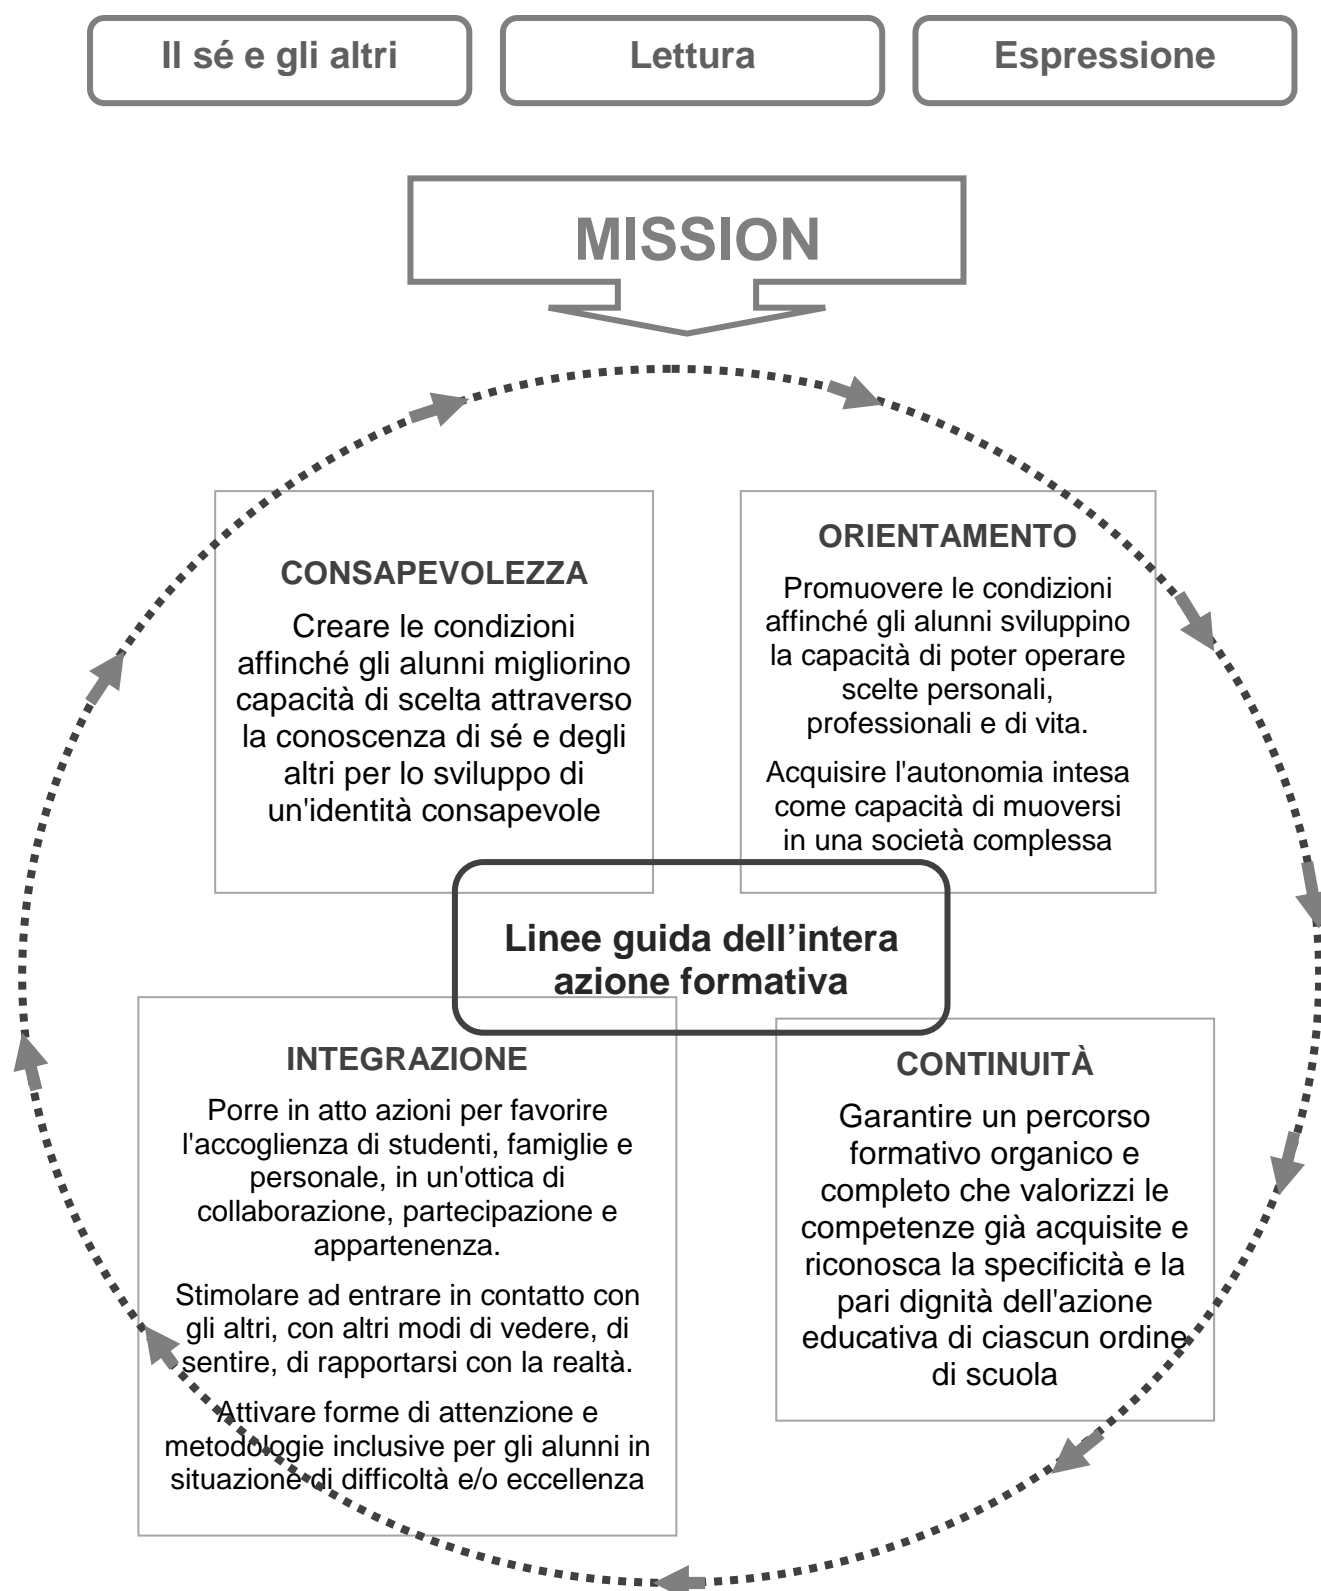 Il sé e gli altri
Lettura
Espressione
MISSION
CONSAPEVOLEZZA
Creare le condizioni
affinché gli alunni migliorino
capacità di scelta attraverso
la conoscenza di sé e degli
altri per lo sviluppo di
un'identità consapevole
ORIENTAMENTO
Promuovere le condizioni
affinché gli alunni sviluppino
la capacità di poter operare
scelte personali,
professionali e di vita.
Acquisire l'autonomia intesa
come capacità di muoversi
in una società complessa
Linee guida dell’intera
azione formativa
INTEGRAZIONE
Porre in atto azioni per favorire
l'accoglienza di studenti, famiglie e
personale, in un'ottica di
collaborazione, partecipazione e
appartenenza.
Stimolare ad entrare in contatto con
gli altri, con altri modi di vedere, di
sentire, di rapportarsi con la realtà.
Attivare forme di attenzione e
metodologie inclusive per gli alunni in
situazione di difficoltà e/o eccellenza
CONTINUITÀ
Garantire un percorso
formativo organico e
completo che valorizzi le
competenze già acquisite e
riconosca la specificità e la
pari dignità dell'azione
educativa di ciascun ordine
di scuola